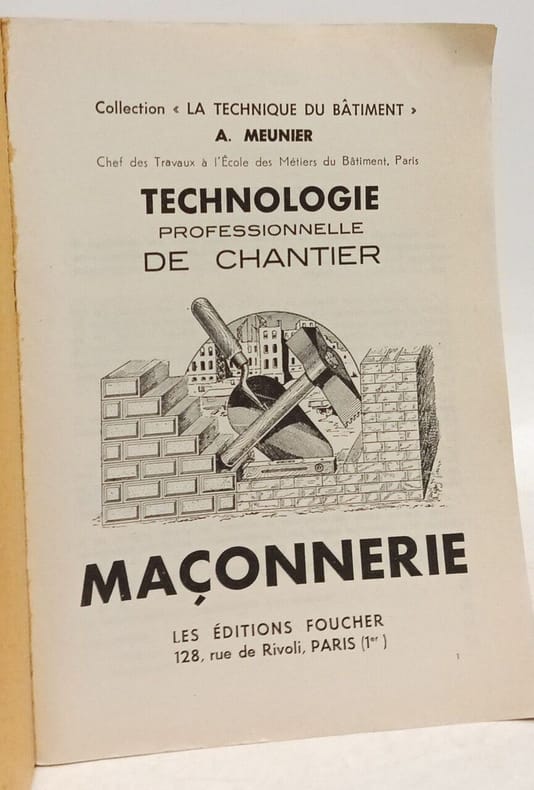 Collection « LA TECHNIQUE DU BÂTIMENT »
A. MEUNIER
Chef des Travaux à l'École des Métiers du Bâtiment, Paris
TECHNOLOGIE
PROFESSIONNELLE
DE CHANTIER
MAÇONNERIE
LES ÉDITIONS FOUCHER
128, rue de Rivoli, PARIS (1er)
1